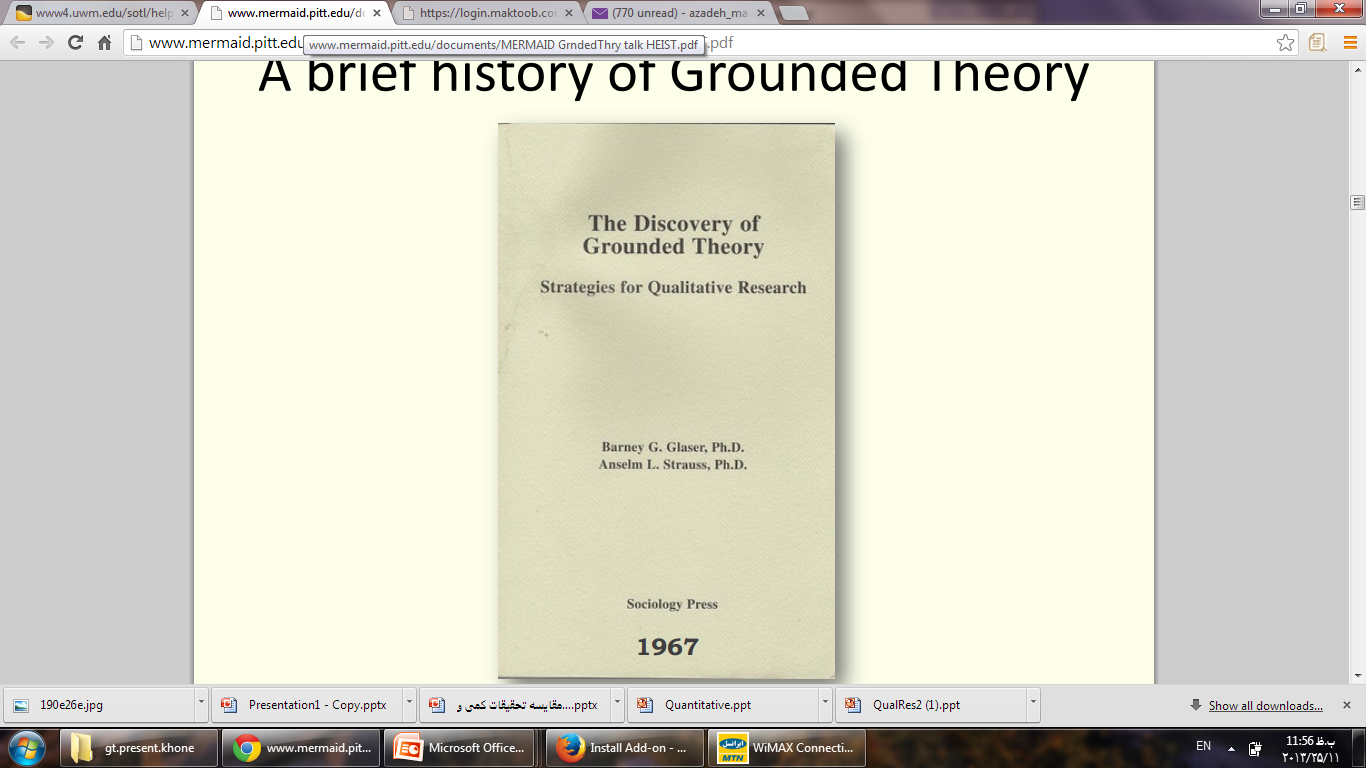 www4.uwm.edu/sotl/help
www.mermaid.pitt.edu/d
https://login.maktoob.co
(770 unread) - azadeh_ma
www.mermaid.pitt.edu
.pdf
www.mermaid.pitt.edu/documents/MERMAID GrndedThry talk HEIST.pdf
A brief history of Grounded Theory
The Discovery of
Grounded Theory
Strategies for Qualitative Research
Barney G. Glaser, Ph.D.
Anselm L. Strauss, Ph.D.
Sociology Press
1967
190e26e.jpg
Presentation1 - Copy.pptx
مقایسه تحقیقات کمی و....pptx
Quantitative.ppt
QualRes2 (1).ppt
Show all downloads...
gt.present.khone
www.mermaid.pit...
Microsoft Office...
Install Add-on - ...
ایرانسل
MTN
WiMAX Connecti...
EN
11:56 ب.ظ
۲۰۱۳/۲۵/۱۱